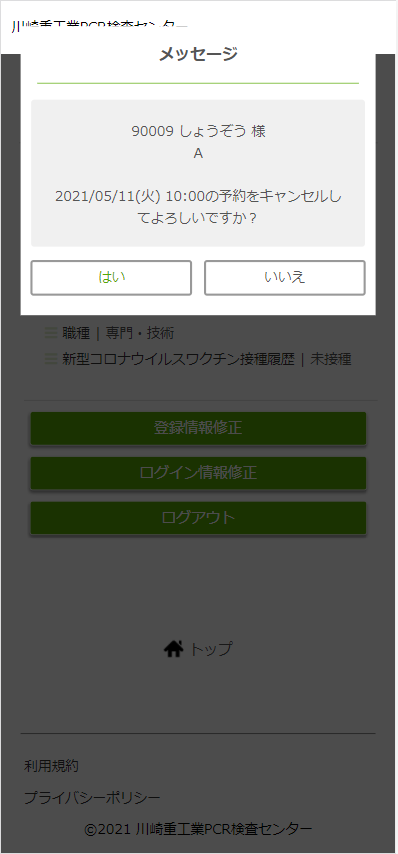 川崎重工業PCR検査センター
メッセージ
90009 しょうぞう 様
A
2021/05/11(火) 10:00の予約をキャンセルし
てよろしいですか？
はい
いいえ
職種 | 専門・技術
新型コロナウイルスワクチン接種履歴 | 未接種
登録情報修正
ログイン情報修正
ログアウト
トップ
利用規約
プライバシーポリシー
©2021 川崎重工業PCR検査センター